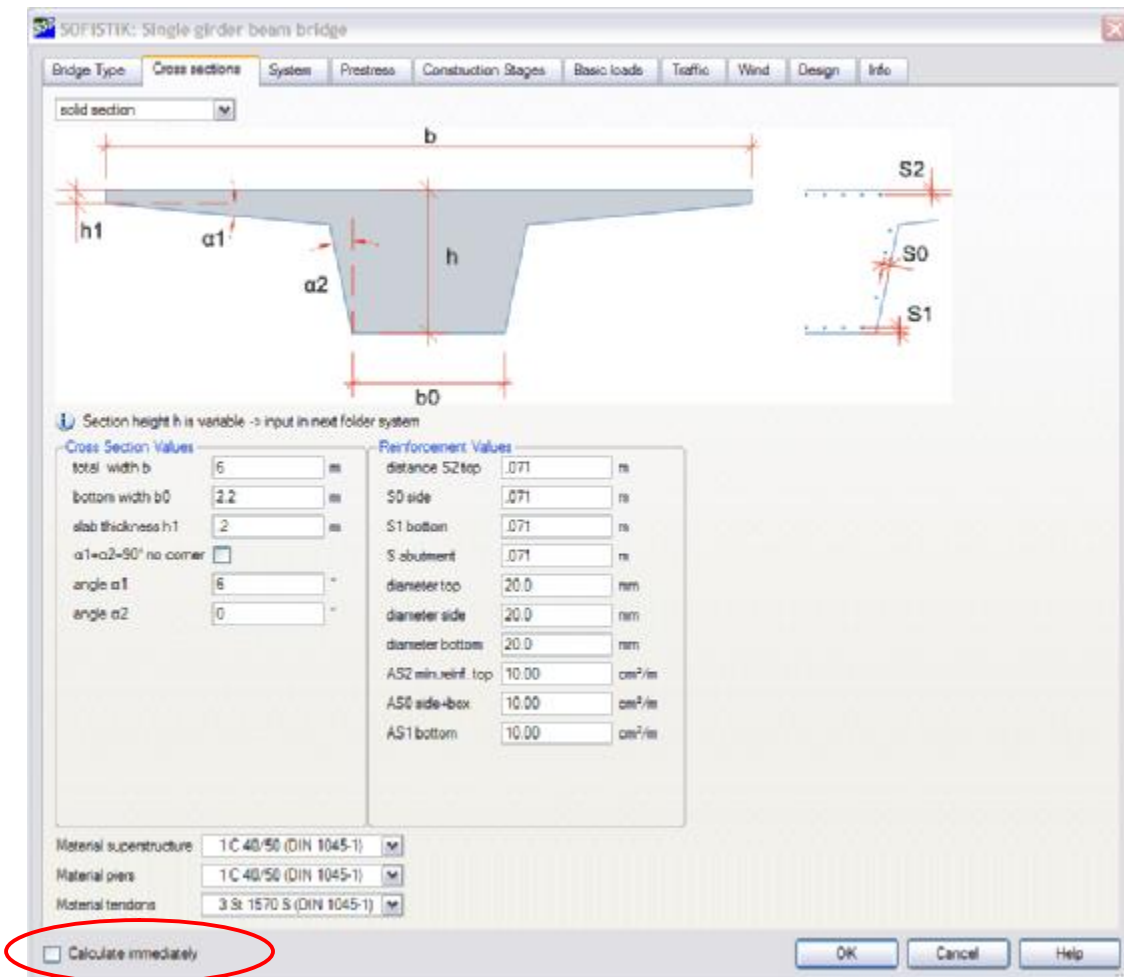 SOFiSTiK: Single girder beam bridge
Bridge Type Cross sections System Prestress Construction Stages Basic loads Traffic Wind Design Info
solid section
b
S2
h1
α1
h
S0
α2
S1
b0
Section height h is variable -> input in next folder system
Cross Section Values
total width b 6 m
bottom width b0 2.2 m
slab thickness h1 .2 m
α1=α2=90° no corner
angle α1 6 °
angle α2 0 °
Reinforcement Values
distance S2 top .071 m
S0 side .071 m
S1 bottom .071 m
S abutment .071 m
diameter top 20.0 mm
diameter side 20.0 mm
diameter bottom 20.0 mm
AS2 min.reinf. top 10.00 cm²/m
AS0 side+box 10.00 cm²/m
AS1 bottom 10.00 cm²/m
Material superstructure 1 C 40/50 (DIN 1045-1)
Material piers 1 C 40/50 (DIN 1045-1)
Material tendons 3 St 1570 S (DIN 1045-1)
Calculate immediately OK Cancel Help